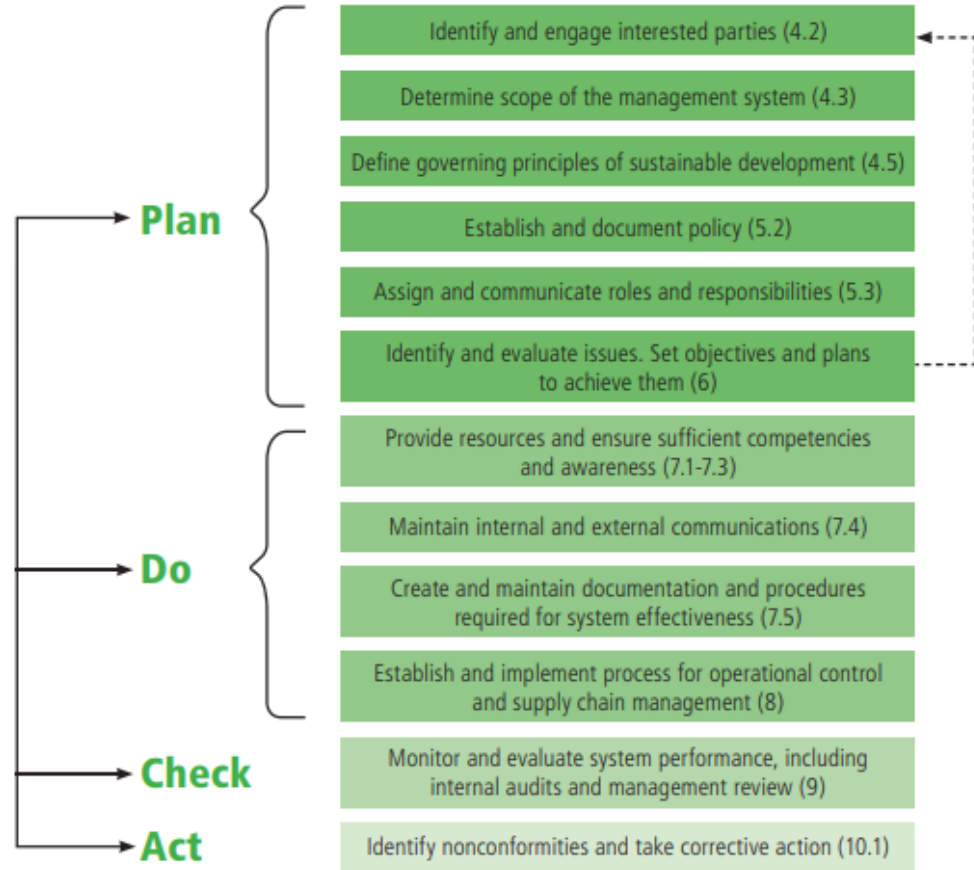 Identify and engage interested parties (4.2)
Determine scope of the management system (4.3)
Define governing principles of sustainable development (4.5)
Plan
Establish and document policy (5.2)
Assign and communicate roles and responsibilities (5.3)
Identify and evaluate issues. Set objectives and plans
to achieve them (6)
Provide resources and ensure sufficient competencies
and awareness (7.1-7.3)
Maintain internal and external communications (7.4)
Do
Create and maintain documentation and procedures
required for system effectiveness (7.5)
Establish and implement process for operational control
and supply chain management (8)
Check
Monitor and evaluate system performance, including
internal audits and management review (9)
Act
Identify nonconformities and take corrective action (10.1)